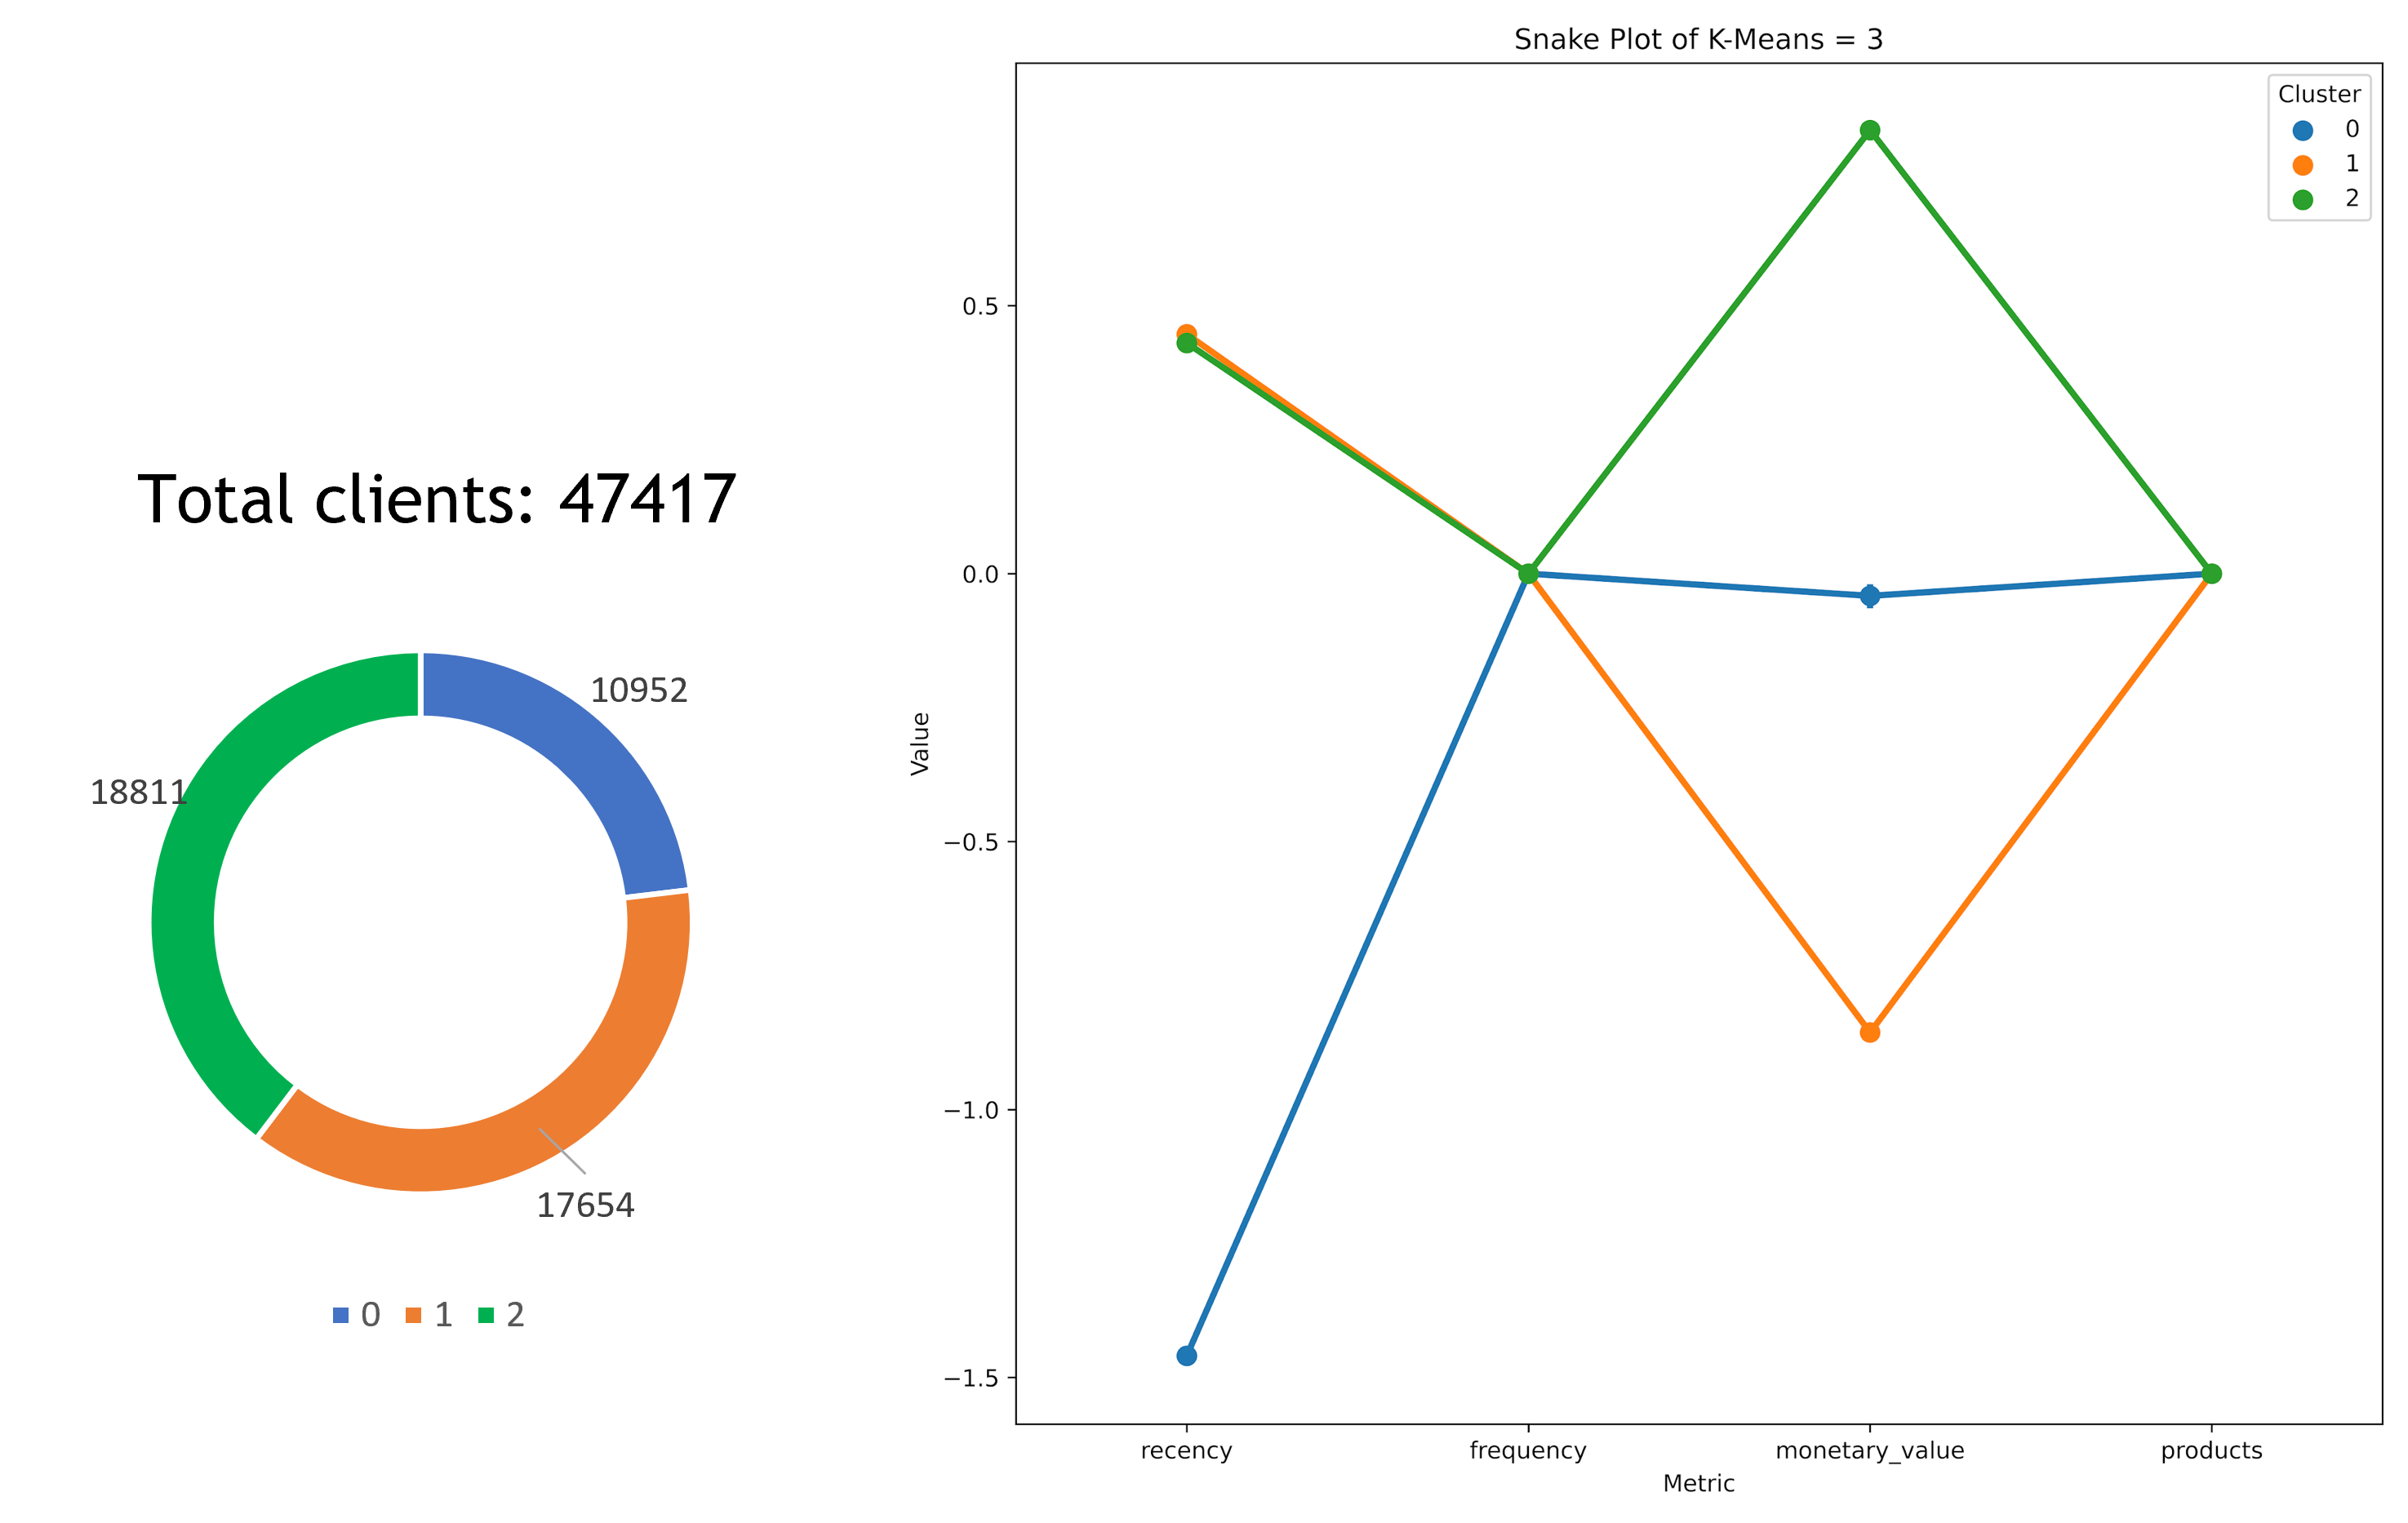 Total clients: 47417
10952
18811
17654
0 1 2
Snake Plot of K-Means = 3
Cluster
0
1
2
0.5
0.0
−0.5
−1.0
−1.5
Value
recency frequency monetary_value products
Metric